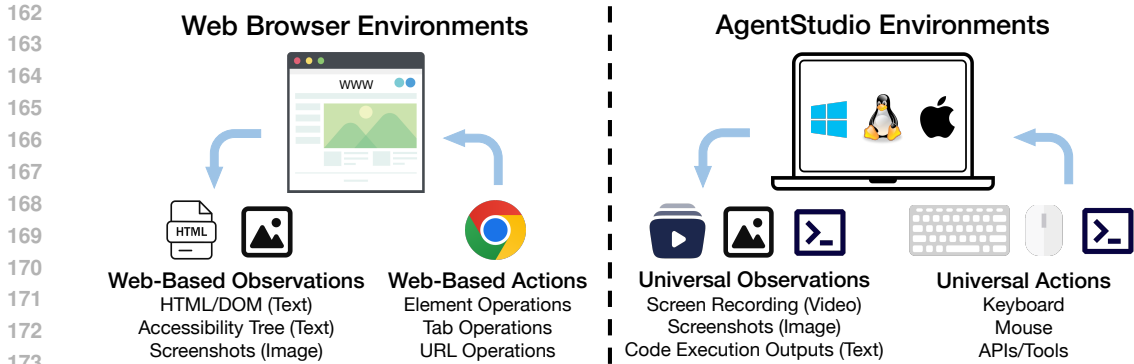 162
163
164
165
166
167
168
169
170
171
172
173
Web Browser Environments
WWW
HTML
Web-Based Observations
HTML/DOM (Text)
Accessibility Tree (Text)
Screenshots (Image)
Web-Based Actions
Element Operations
Tab Operations
URL Operations
AgentStudio Environments
Universal Observations
Screen Recording (Video)
Screenshots (Image)
Code Execution Outputs (Text)
Universal Actions
Keyboard
Mouse
APIs/Tools